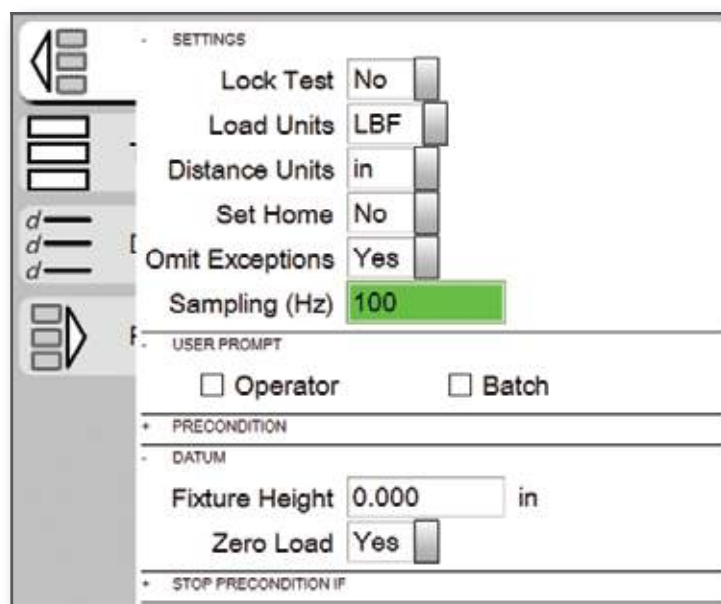 - SETTINGS
Lock Test No
Load Units LBF
Distance Units in
Set Home No
Omit Exceptions Yes
Sampling (Hz) 100
- USER PROMPT
Operator Batch
+ PRECONDITION
- DATUM
Fixture Height 0.000 in
Zero Load Yes
+ STOP PRECONDITION IF
d
d
d